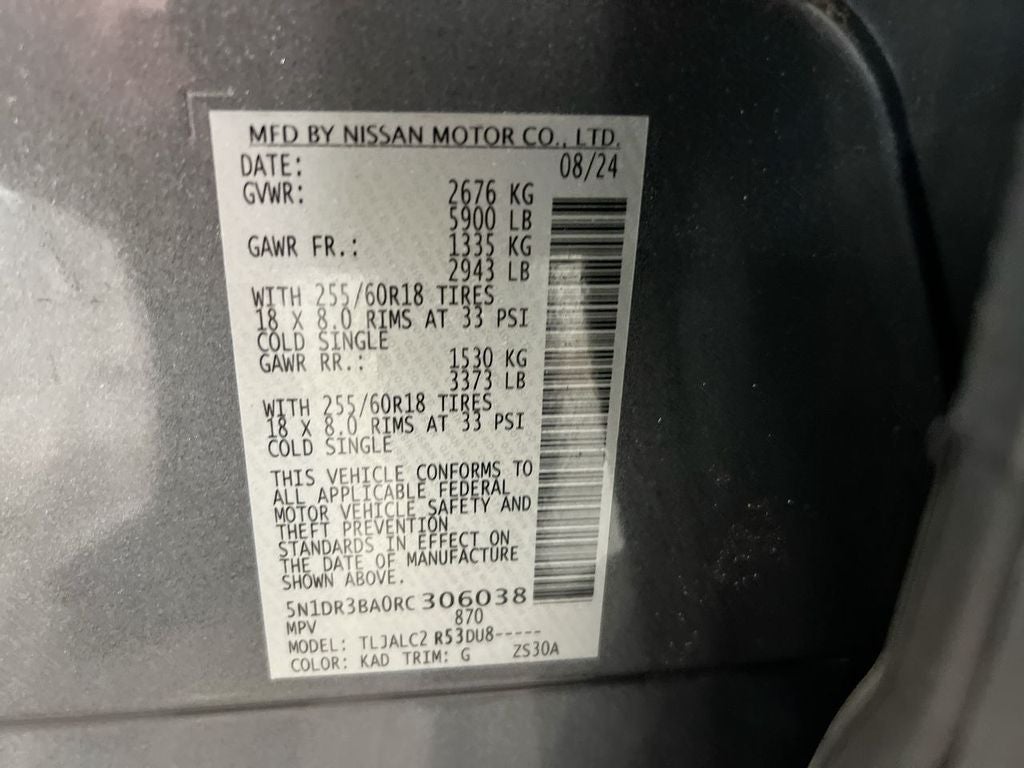 MFD BY NISSAN MOTOR CO., LTD.
DATE: 08/24
GVWR: 2676 KG
5900 LB
GAWR FR.: 1335 KG
2943 LB
WITH 255/60R18 TIRES
18 X 8.0 RIMS AT 33 PSI
COLD SINGLE
GAWR RR.: 1530 KG
3373 LB
WITH 255/60R18 TIRES
18 X 8.0 RIMS AT 33 PSI
COLD SINGLE
THIS VEHICLE CONFORMS TO
ALL APPLICABLE FEDERAL
MOTOR VEHICLE SAFETY AND
THEFT PREVENTION
STANDARDS IN EFFECT ON
THE DATE OF MANUFACTURE
SHOWN ABOVE.
5N1DR3BA0RC306038
MPV 870
MODEL: TLJALC2 R53DU8-----
COLOR: KAD TRIM: G ZS30A